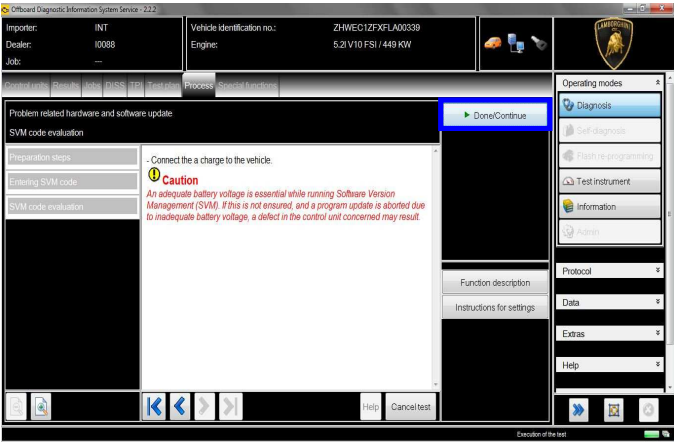 Offboard Diagnostic Information System Service - 2.2.2
Importer: INT
Dealer: I0088
Job: ---
Vehicle identification no.: ZHWEC1ZFXFLA00339
Engine: 5.2l V10 FSI / 449 KW
LAMBORGHINI
Control units Results Jobs DISS TPI Test plan Process Special functions
Problem related hardware and software update
SVM code evaluation
Preparation steps
Entering SVM code
SVM code evaluation
- Connect the a charge to the vehicle.
Caution
An adequate battery voltage is essential while running Software Version
Management (SVM). If this is not ensured, and a program update is aborted due
to inadequate battery voltage, a defect in the control unit concerned may result.
Done/Continue
Function description
Instructions for settings
Help
Cancel test
Operating modes
Diagnosis
Self-diagnosis
Flash re-programming
Test instrument
Information
Admin
Protocol
Data
Extras
Help
Execution of the test